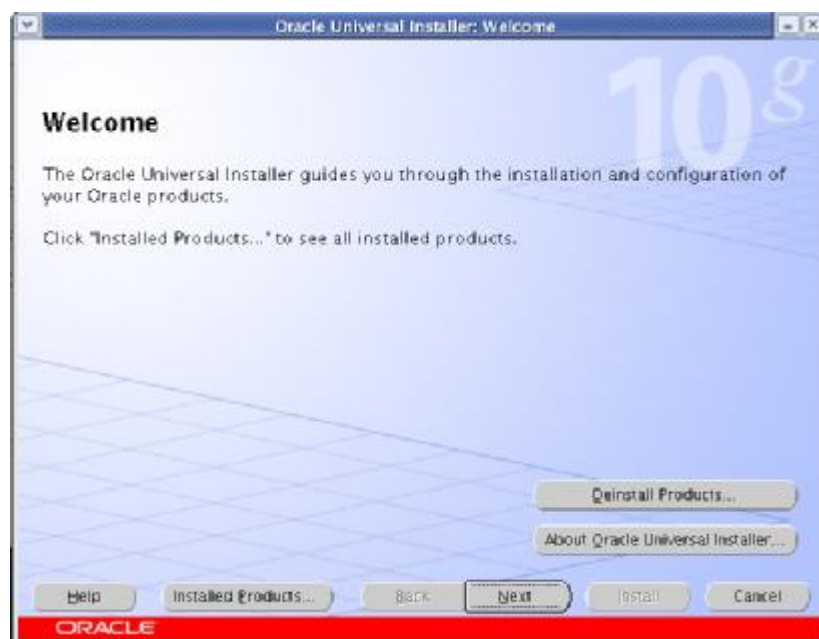 Oracle Universal Installer: Welcome
10g
Welcome
The Oracle Universal Installer guides you through the installation and configuration of
your Oracle products.
Click "Installed Products..." to see all installed products.
Deinstall Products...
About Oracle Universal Installer...
Help
Installed Products...
Back
Next
Install
Cancel
ORACLE